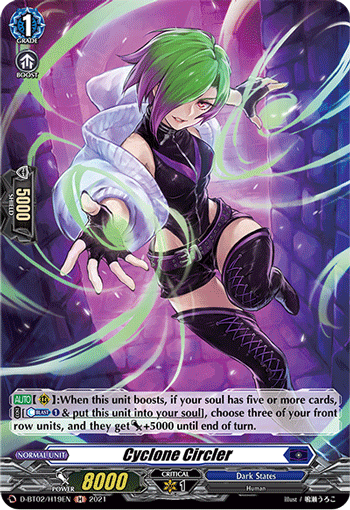 1
GRADE
BOOST
5000
SHIELD
AUTO[ ]:When this unit boosts, if your soul has five or more cards,
[ BLAST 1 & put this unit into your soul], choose three of your front
row units, and they get +5000 until end of turn.
NORMAL UNIT
Cyclone Circler
POWER 8000
CRITICAL
1
Dark States
Human
D-BT02/H19EN H 2021
Illust / 鳴瀬うろこ